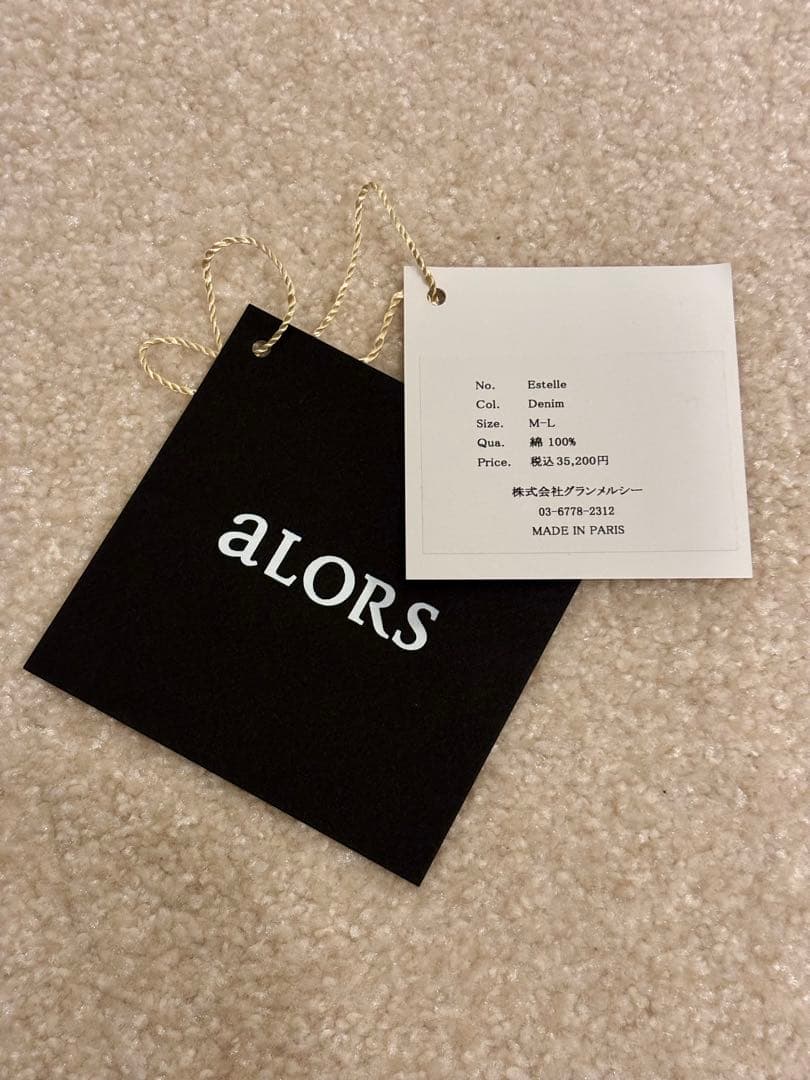 aLORS
No. Estelle
Col. Denim
Size. M-L
Qua. 綿 100%
Price. 税込 35,200円
株式会社グランメルシー
03-6778-2312
MADE IN PARIS